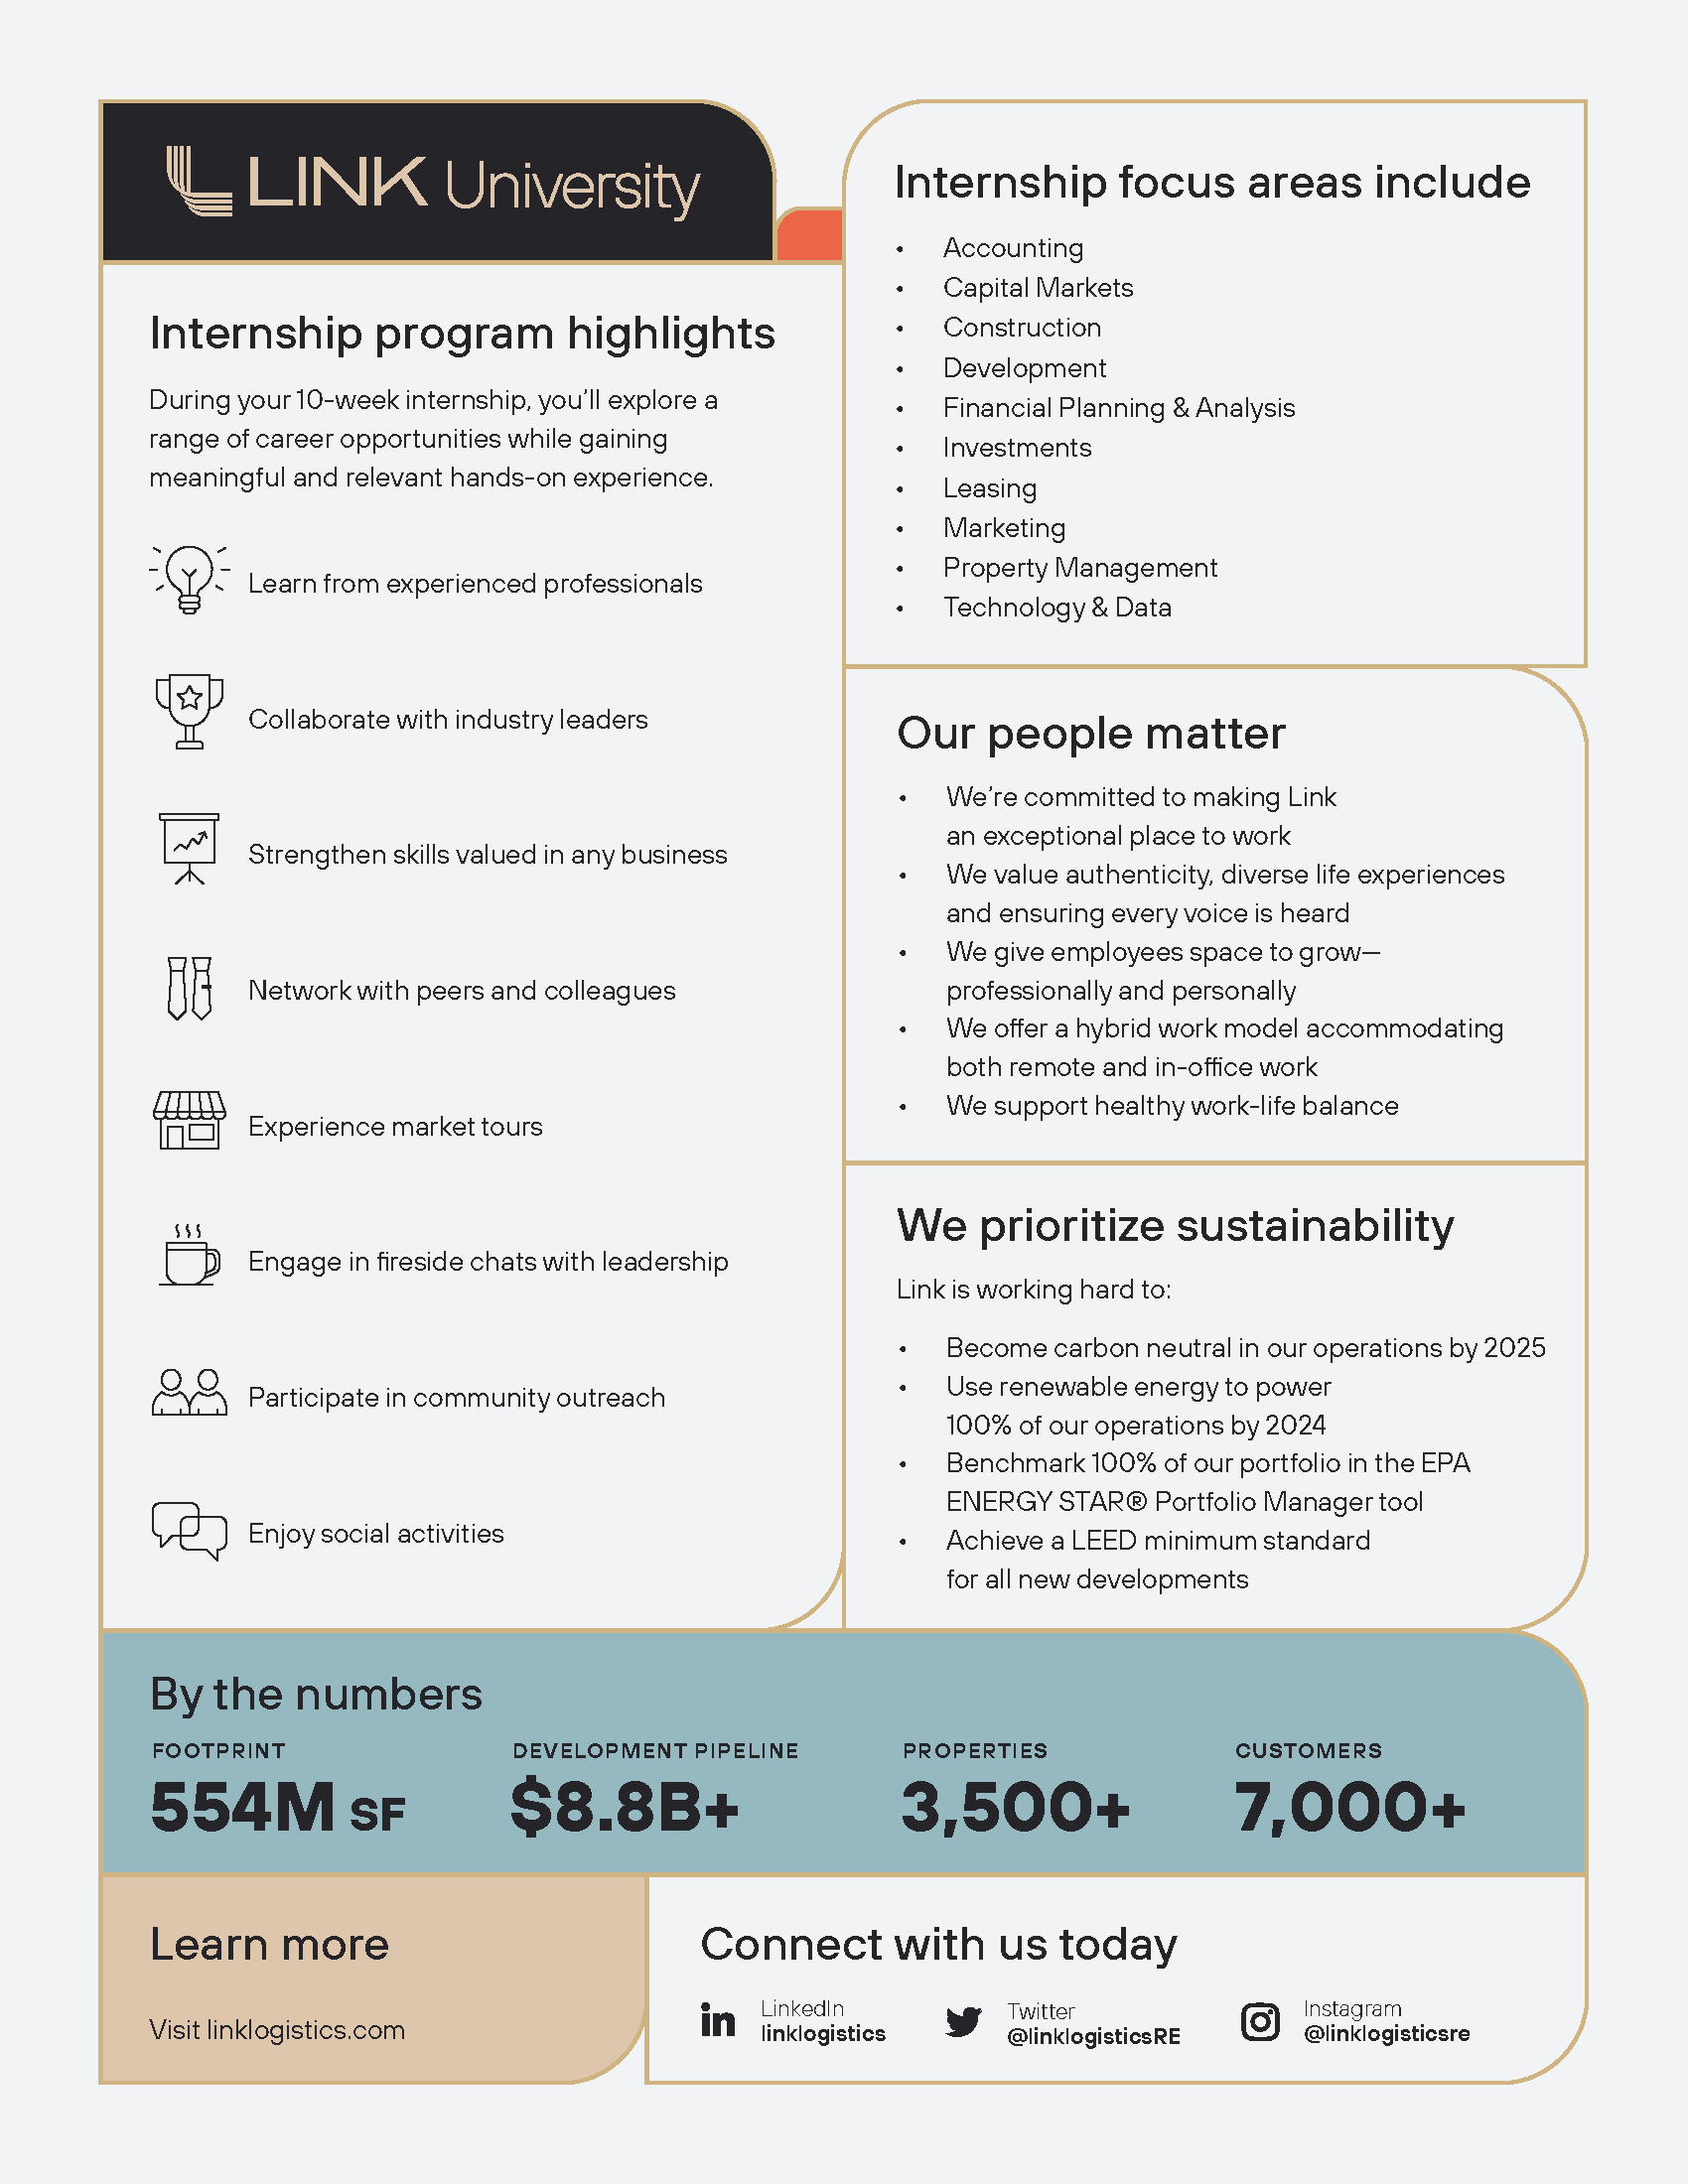 LINK University
Internship program highlights
During your 10-week internship, you'll explore a
range of career opportunities while gaining
meaningful and relevant hands-on experience.
Learn from experienced professionals
Collaborate with industry leaders
Strengthen skills valued in any business
Network with peers and colleagues
Experience market tours
Engage in fireside chats with leadership
Participate in community outreach
Enjoy social activities
Internship focus areas include
• Accounting
• Capital Markets
• Construction
• Development
• Financial Planning & Analysis
• Investments
• Leasing
• Marketing
• Property Management
• Technology & Data
Our people matter
• We're committed to making Link
an exceptional place to work
• We value authenticity, diverse life experiences
and ensuring every voice is heard
• We give employees space to grow—
professionally and personally
• We offer a hybrid work model accommodating
both remote and in-office work
• We support healthy work-life balance
We prioritize sustainability
Link is working hard to:
• Become carbon neutral in our operations by 2025
• Use renewable energy to power
100% of our operations by 2024
• Benchmark 100% of our portfolio in the EPA
ENERGY STAR® Portfolio Manager tool
• Achieve a LEED minimum standard
for all new developments
By the numbers
FOOTPRINT
554M SF
DEVELOPMENT PIPELINE
$8.8B+
PROPERTIES
3,500+
CUSTOMERS
7,000+
Learn more
Visit linklogistics.com
Connect with us today
in
LinkedIn
linklogistics
Twitter
@linklogisticsRE
Instagram
@linklogisticsre